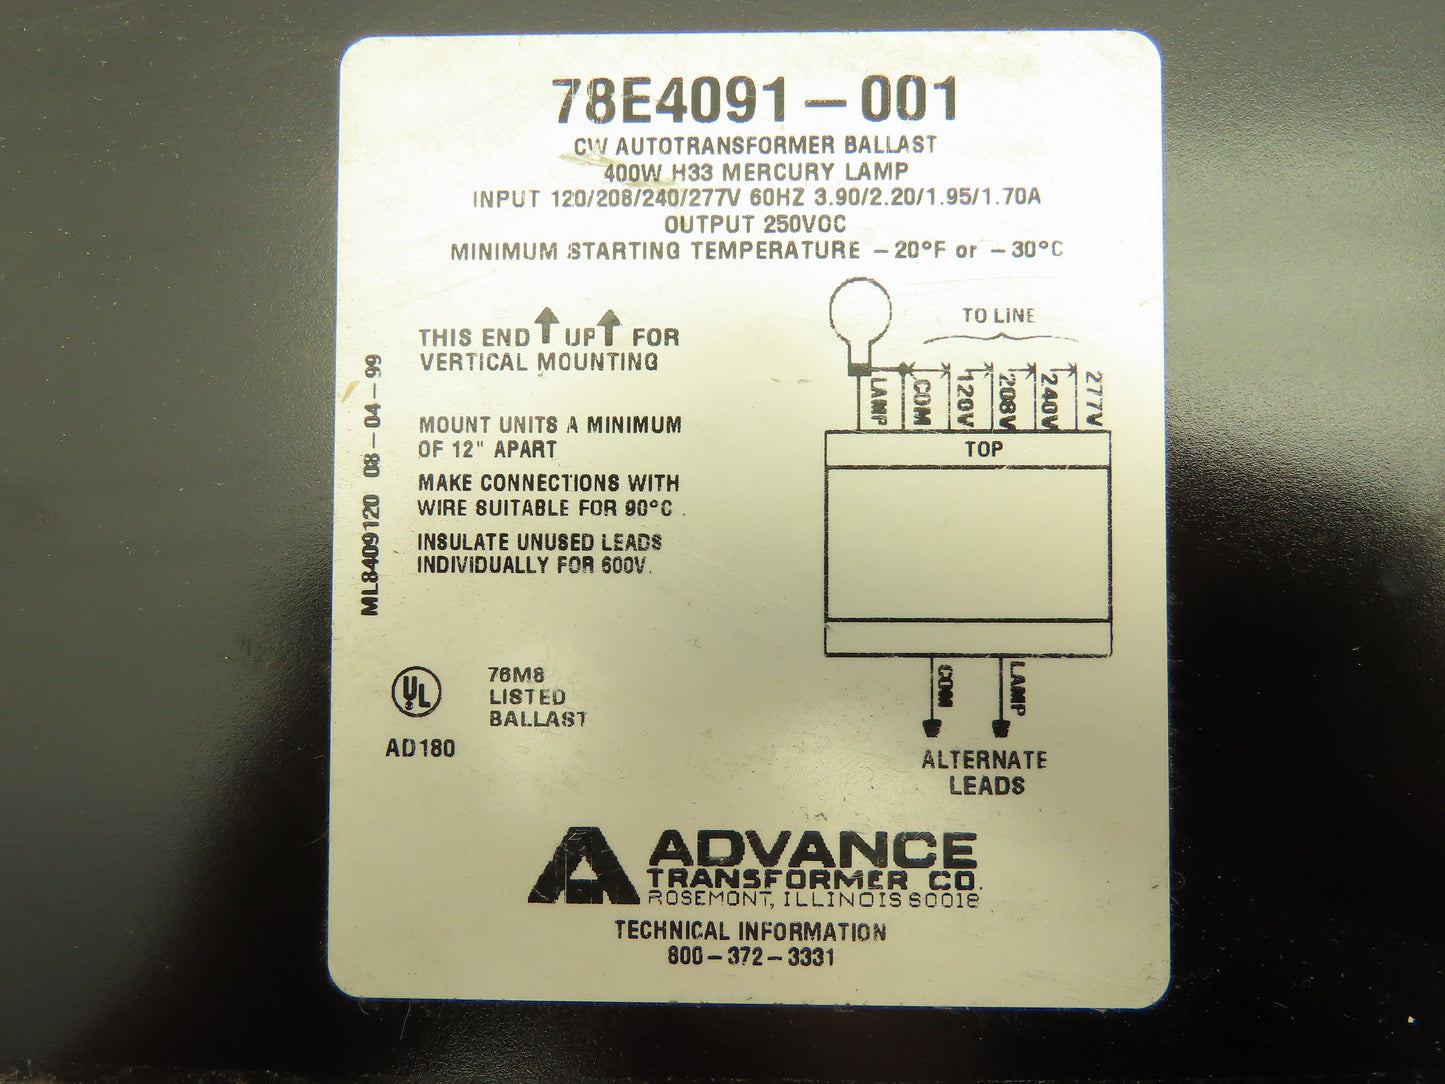 78E4091-001
CW AUTOTRANSFORMER BALLAST
400W H33 MERCURY LAMP
INPUT 120/208/240/277V 60HZ 3.90/2.20/1.95/1.70A
OUTPUT 250VOC
MINIMUM STARTING TEMPERATURE -20°F or -30°C
THIS END ↑ UP ↑ FOR
VERTICAL MOUNTING
MOUNT UNITS A MINIMUM
OF 12" APART
MAKE CONNECTIONS WITH
WIRE SUITABLE FOR 90°C.
INSULATE UNUSED LEADS
INDIVIDUALLY FOR 600V.
ML8409120 08-04-99
TO LINE
LAMP
COM
120V
208V
240V
277V
TOP
COM
LAMP
ALTERNATE
LEADS
UL
AD180
76M8
LISTED
BALLAST
ADVANCE
TRANSFORMER CO.
ROSEMONT, ILLINOIS 60018
TECHNICAL INFORMATION
800-372-3331